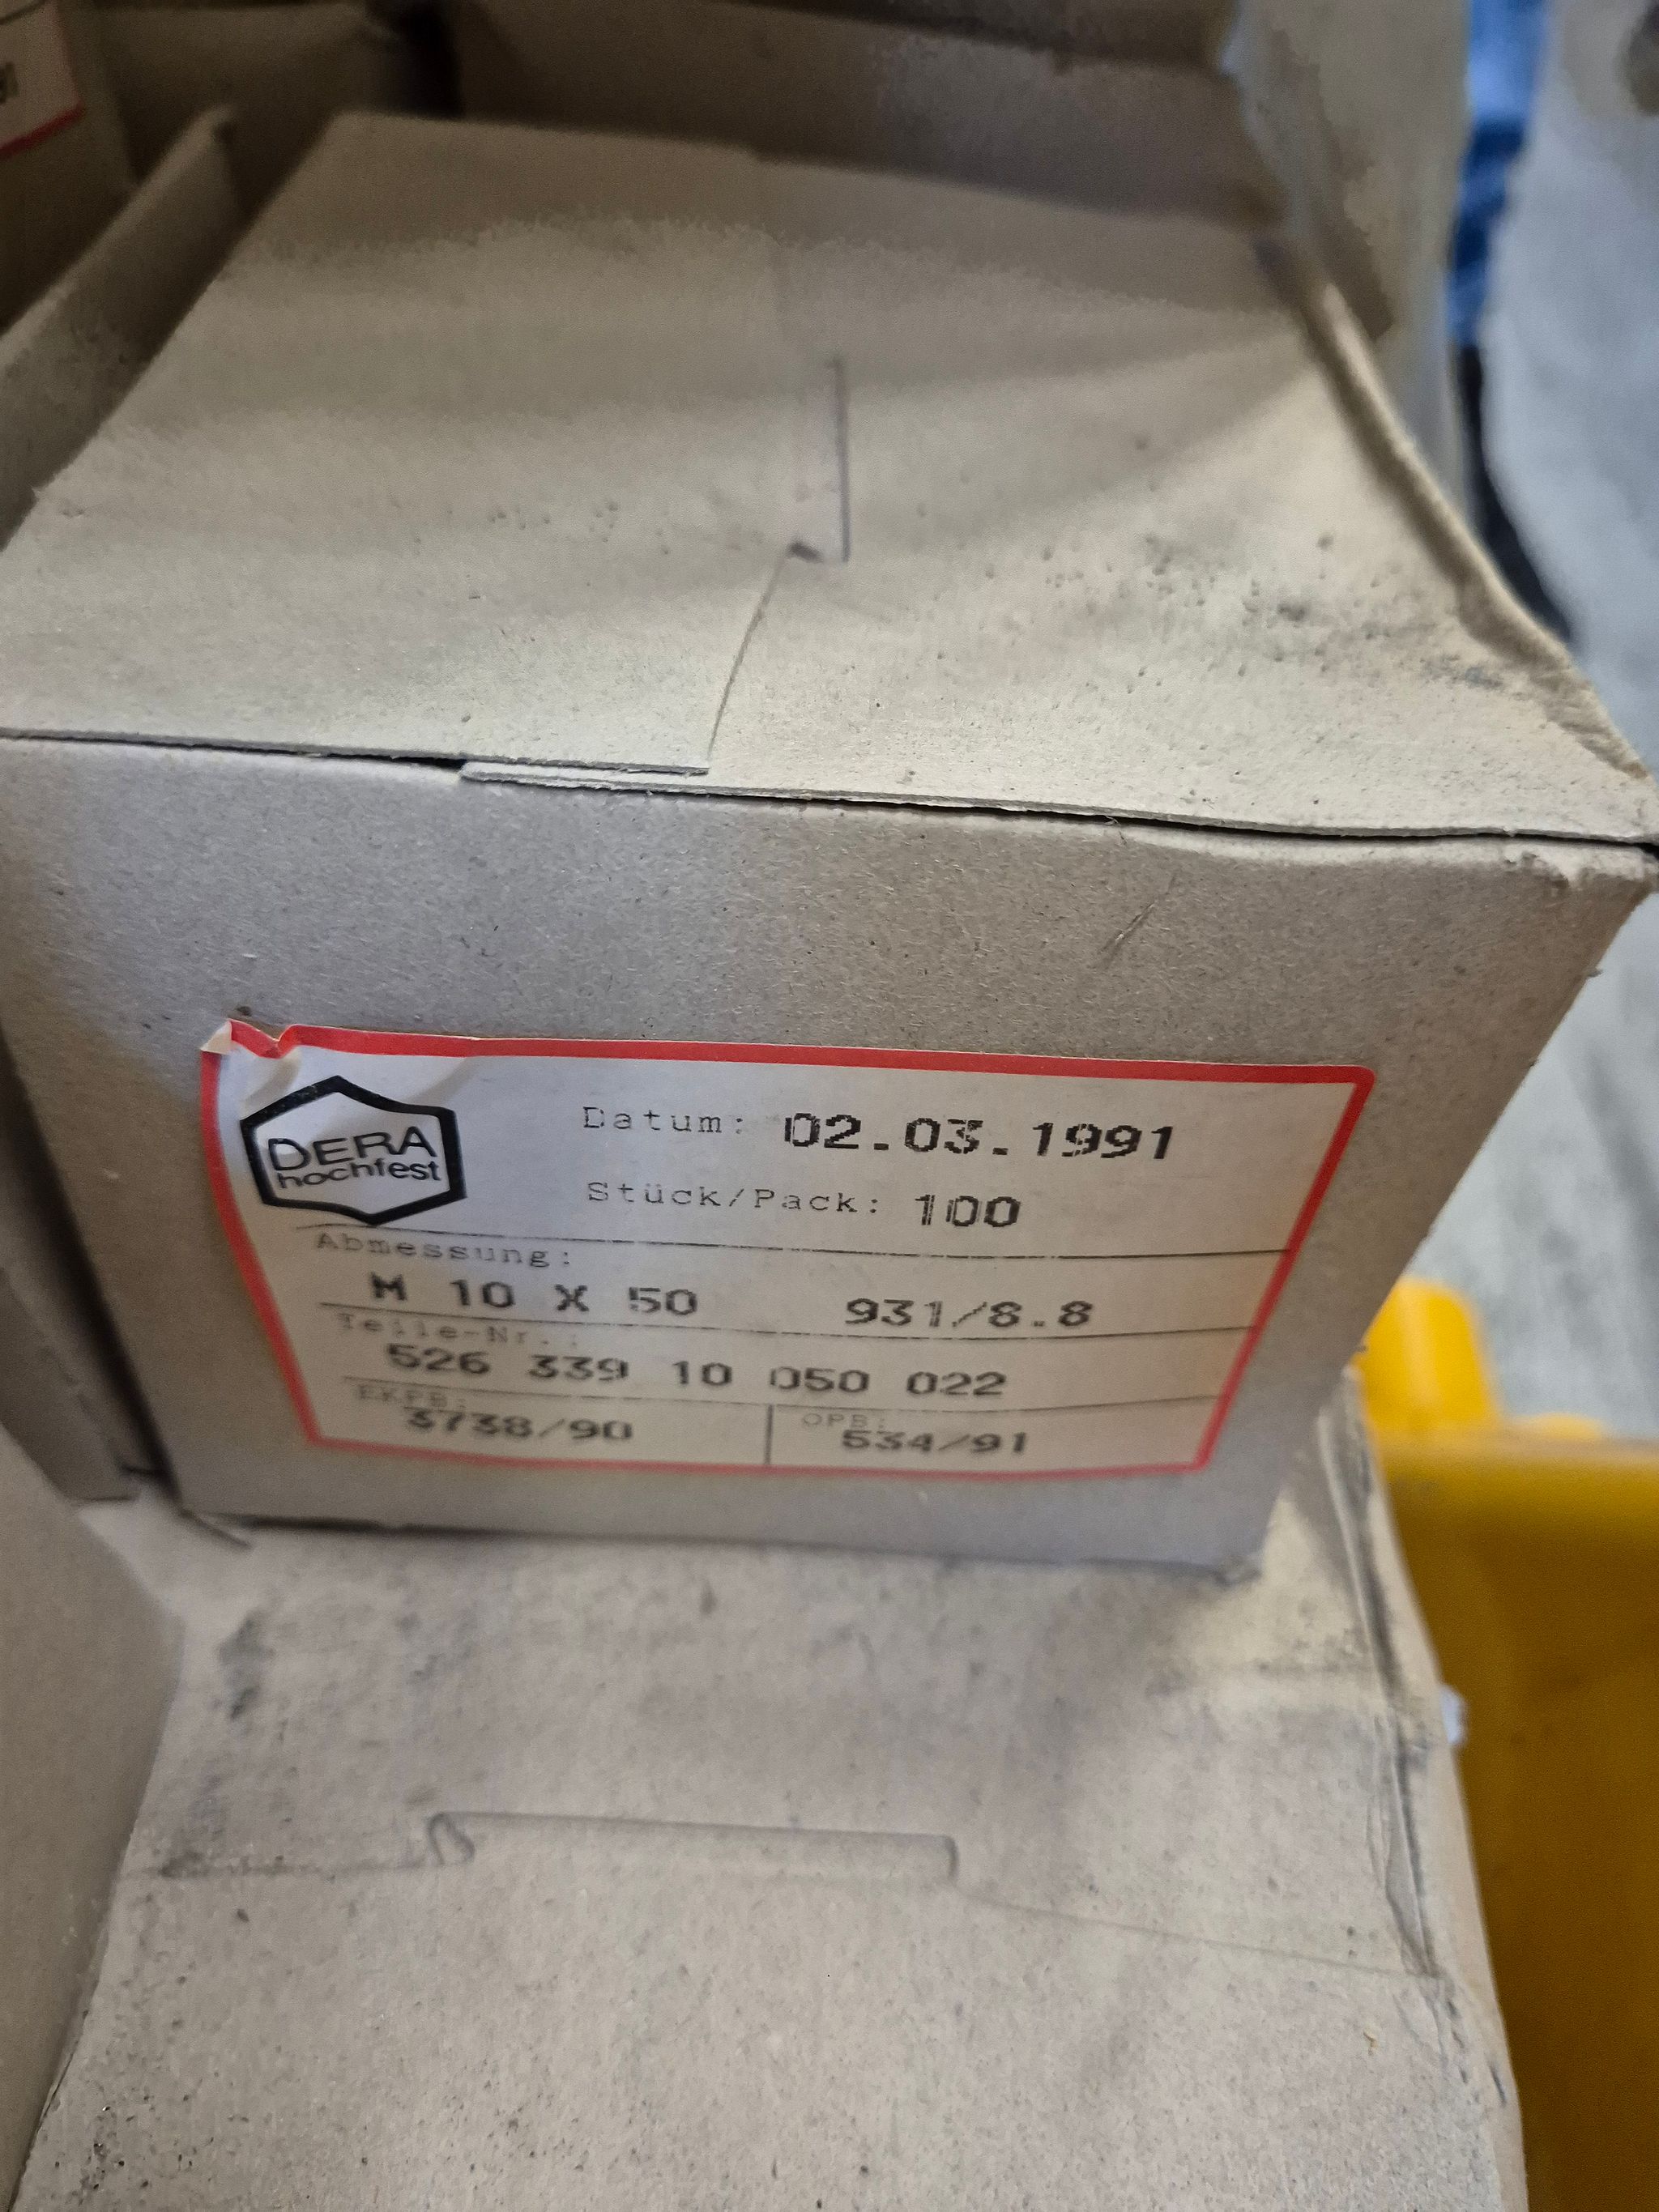 DERA
hochfest
Datum: 02.03.1991
Stück/Pack: 100
Abmessung:
M 10 X 50 931/8.8
Teile-Nr.:
526 339 10 050 022
EKPB: OPB:
3738/90 534/91